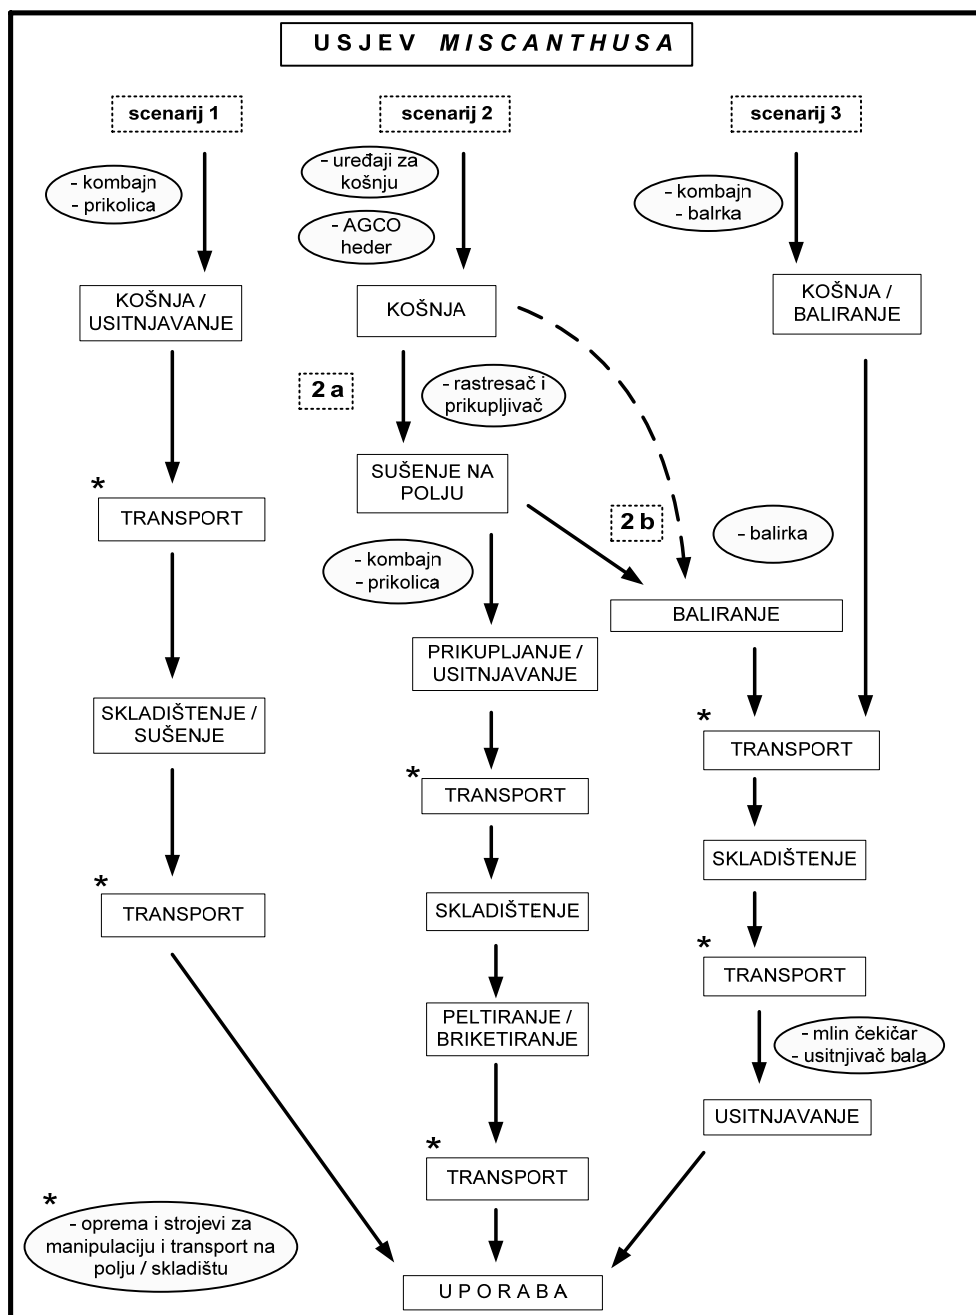 USJEV MISCANTHUSA
scenarij 1
scenarij 2
scenarij 3
- kombajn
- prikolica
- uređaji za
košnju
- AGCO
heder
- kombajn
- balrka
KOŠNJA /
USITNJAVANJE
KOŠNJA
KOŠNJA /
BALIRANJE
2 a
- rastresač i
prikupljivač
*
TRANSPORT
SUŠENJE NA
POLJU
2 b
- balirka
- kombajn
- prikolica
BALIRANJE
PRIKUPLJANJE /
USITNJAVANJE
SKLADIŠTENJE /
SUŠENJE
*
TRANSPORT
*
TRANSPORT
SKLADIŠTENJE
*
TRANSPORT
SKLADIŠTENJE
*
TRANSPORT
PELTIRANJE /
BRIKETIRANJE
- mlin čekičar
- usitnjivač bala
USITNJAVANJE
*
TRANSPORT
*
- oprema i strojevi za
manipulaciju i transport na
polju / skladištu
UPORABA